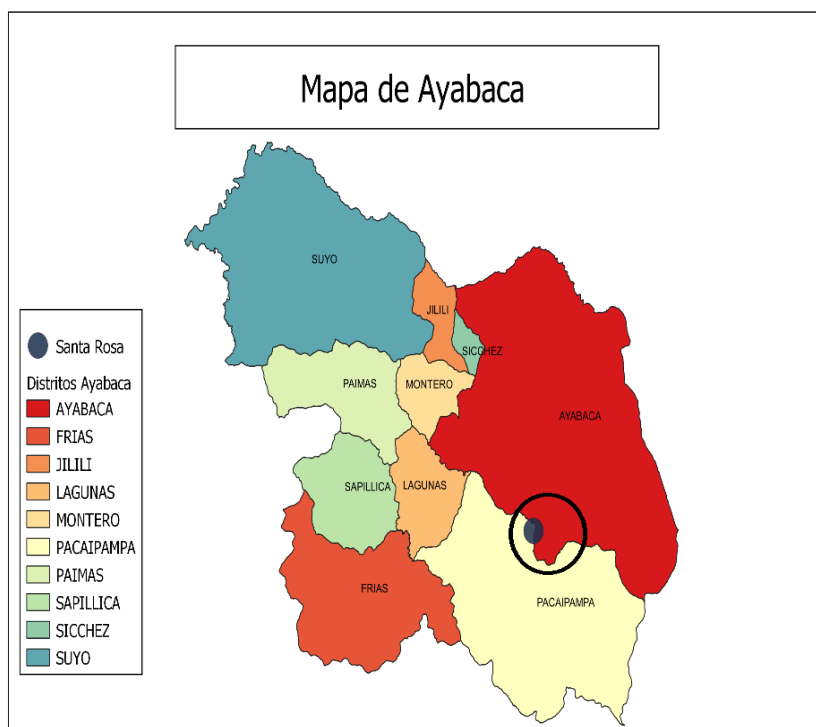 Mapa de Ayabaca
SUYO
JILILI
SICCHEZ
PAIMAS
MONTERO
AYABACA
SAPILLICA
LAGUNAS
FRIAS
PACAIPAMPA
Santa Rosa
Distritos Ayabaca
AYABACA
FRIAS
JILILI
LAGUNAS
MONTERO
PACAIPAMPA
PAIMAS
SAPILLICA
SICCHEZ
SUYO